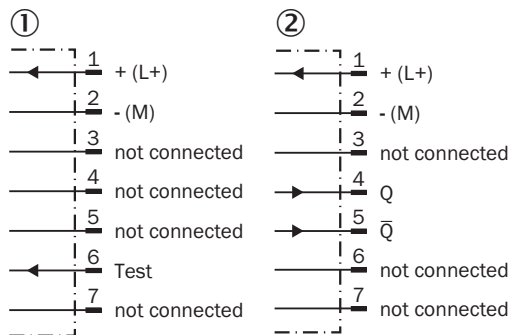 ①
1 + (L+)
2 - (M)
3 not connected
4 not connected
5 not connected
6 Test
7 not connected
②
1 + (L+)
2 - (M)
3 not connected
4 Q
5 Q̅
6 not connected
7 not connected